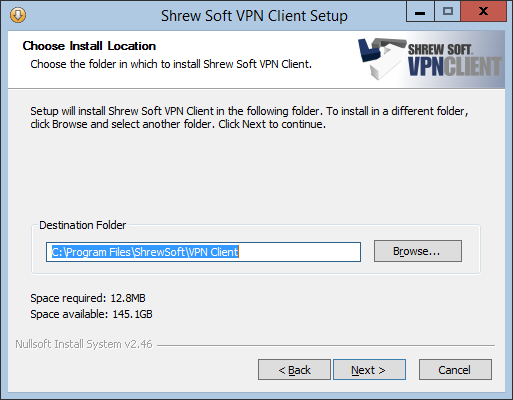 Shrew Soft VPN Client Setup
Choose Install Location
Choose the folder in which to install Shrew Soft VPN Client.
SHREW SOFT
VPNCLIENT
Setup will install Shrew Soft VPN Client in the following folder. To install in a different folder,
click Browse and select another folder. Click Next to continue.
Destination Folder
C:\Program Files\ShrewSoft\VPN Client
Browse...
Space required: 12.8MB
Space available: 145.1GB
Nullsoft Install System v2.46
< Back
Next >
Cancel